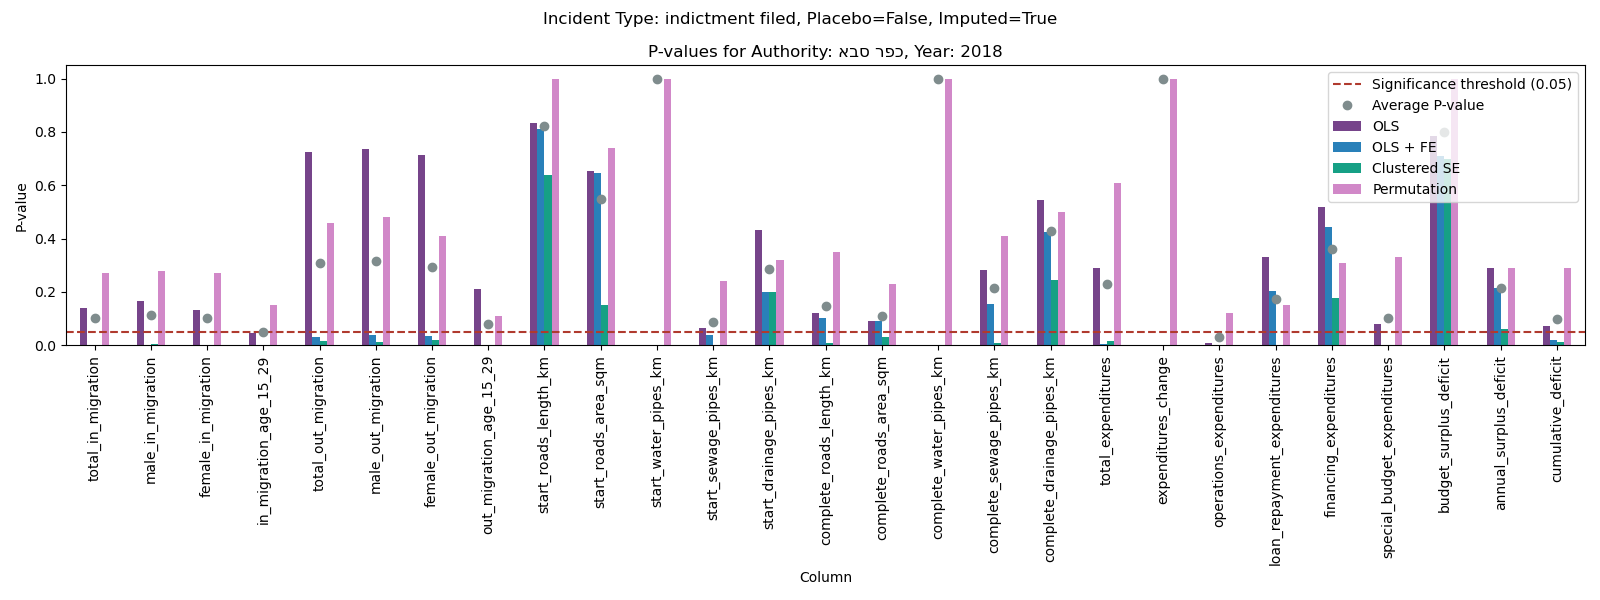 Incident Type: indictment filed, Placebo=False, Imputed=True
P-values for Authority: כפר סבא, Year: 2018
P-value
1.0
0.8
0.6
0.4
0.2
0.0
Significance threshold (0.05)
Average P-value
OLS
OLS + FE
Clustered SE
Permutation
total_in_migration
male_in_migration
female_in_migration
in_migration_age_15_29
total_out_migration
male_out_migration
female_out_migration
out_migration_age_15_29
start_roads_length_km
start_roads_area_sqm
start_water_pipes_km
start_sewage_pipes_km
start_drainage_pipes_km
complete_roads_length_km
complete_roads_area_sqm
complete_water_pipes_km
complete_sewage_pipes_km
complete_drainage_pipes_km
total_expenditures
expenditures_change
operations_expenditures
loan_repayment_expenditures
financing_expenditures
special_budget_expenditures
budget_surplus_deficit
annual_surplus_deficit
cumulative_deficit
Column